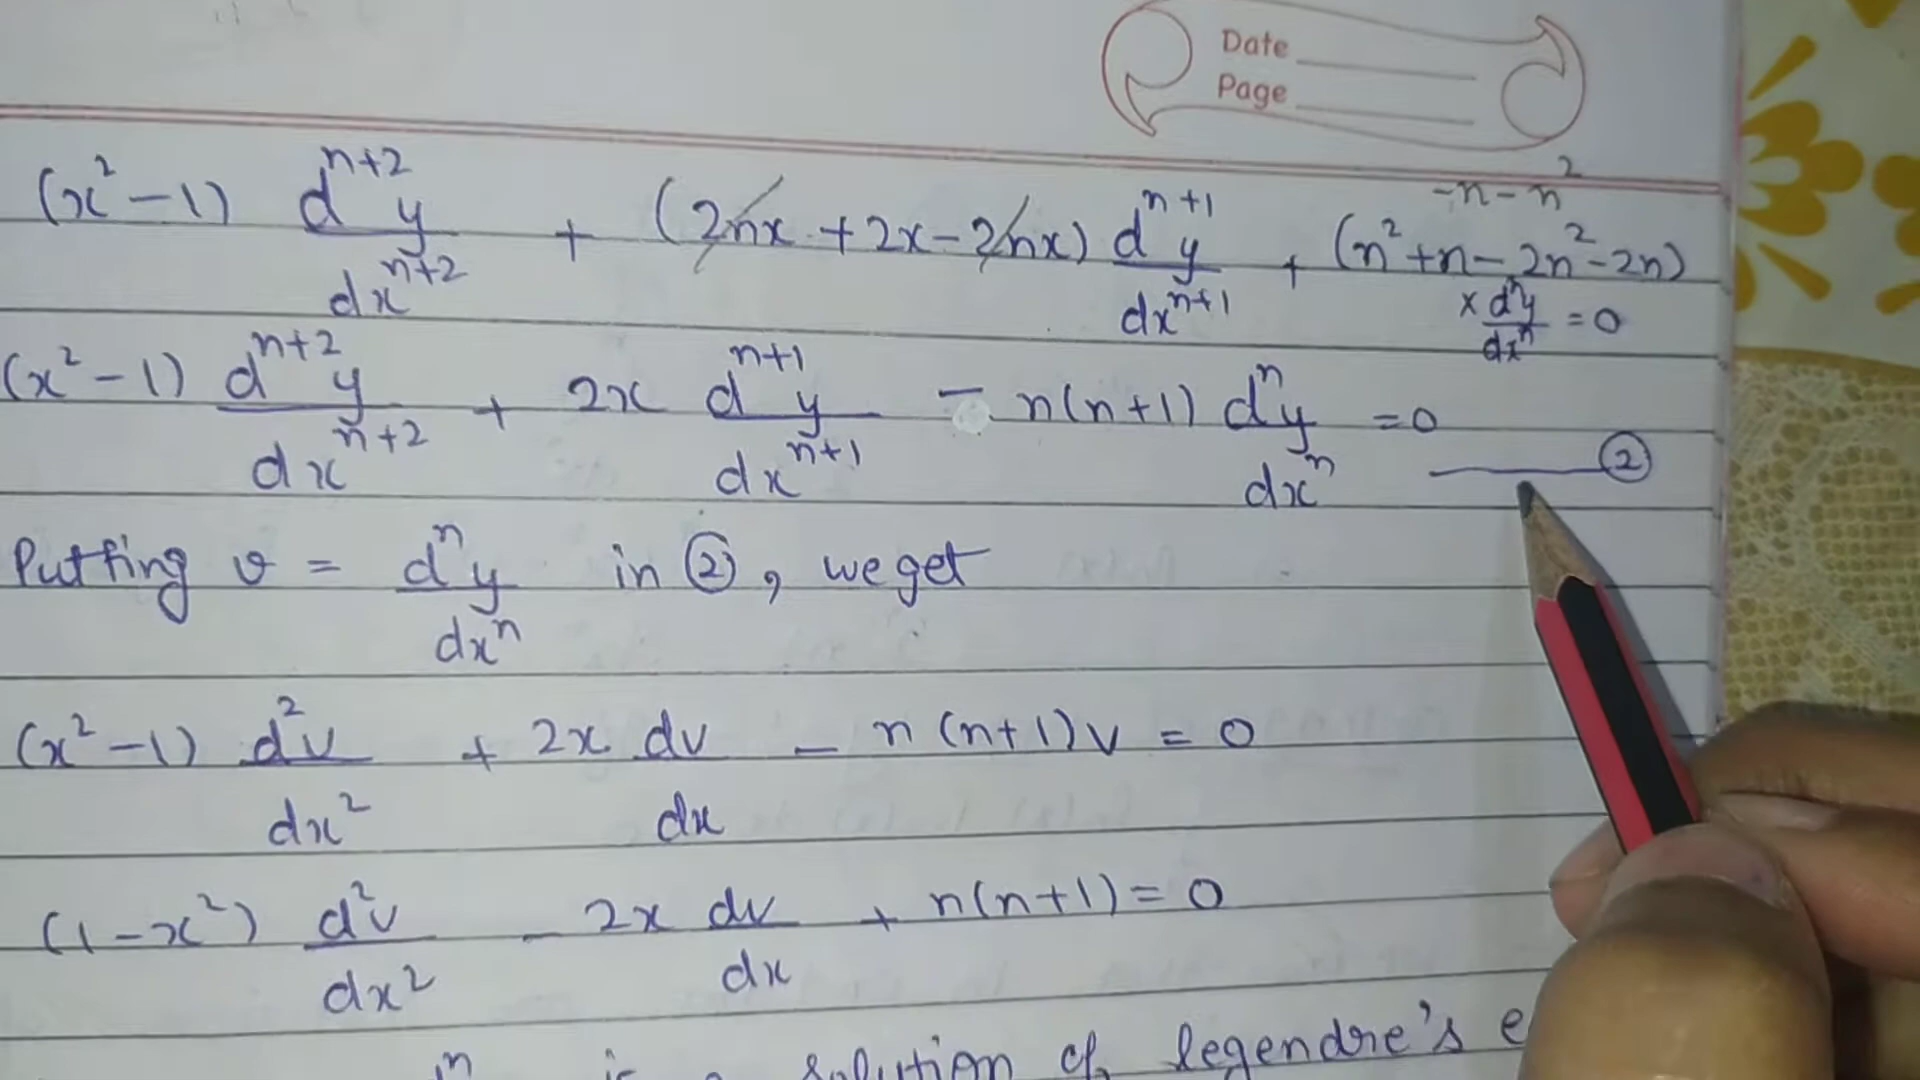 Date
Page
-n-n²
(x²-1) dⁿ⁺²y/dxⁿ⁺² + (2nx+2x-2nx) dⁿ⁺¹y/dxⁿ⁺¹ + (n²+n-2n²-2n)
x dⁿy/dxⁿ = 0
(x²-1) dⁿ⁺²y/dxⁿ⁺² + 2x dⁿ⁺¹y/dxⁿ⁺¹ - n(n+1) dⁿy/dxⁿ = 0 — ②
Putting v = dⁿy/dxⁿ in ②, we get
(x²-1) d²v/dx² + 2x dv/dx - n(n+1)v = 0
(1-x²) d²v/dx² - 2x dv/dx + n(n+1) = 0
n is a solution of legendre's e